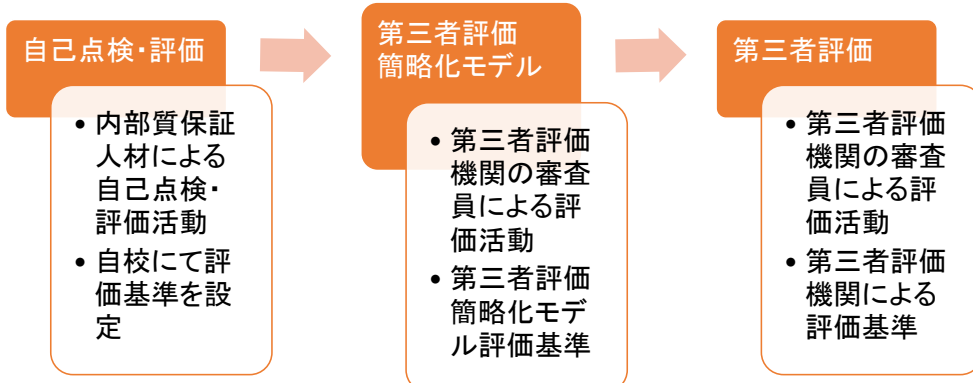 自己点検・評価
• 内部質保証
人材による
自己点検・
評価活動
• 自校にて評
価基準を設
定
第三者評価
簡略化モデル
• 第三者評価
機関の審査
員による評
価活動
• 第三者評価
簡略化モデ
ル評価基準
第三者評価
• 第三者評価
機関の審査
員による評
価活動
• 第三者評価
機関による
評価基準